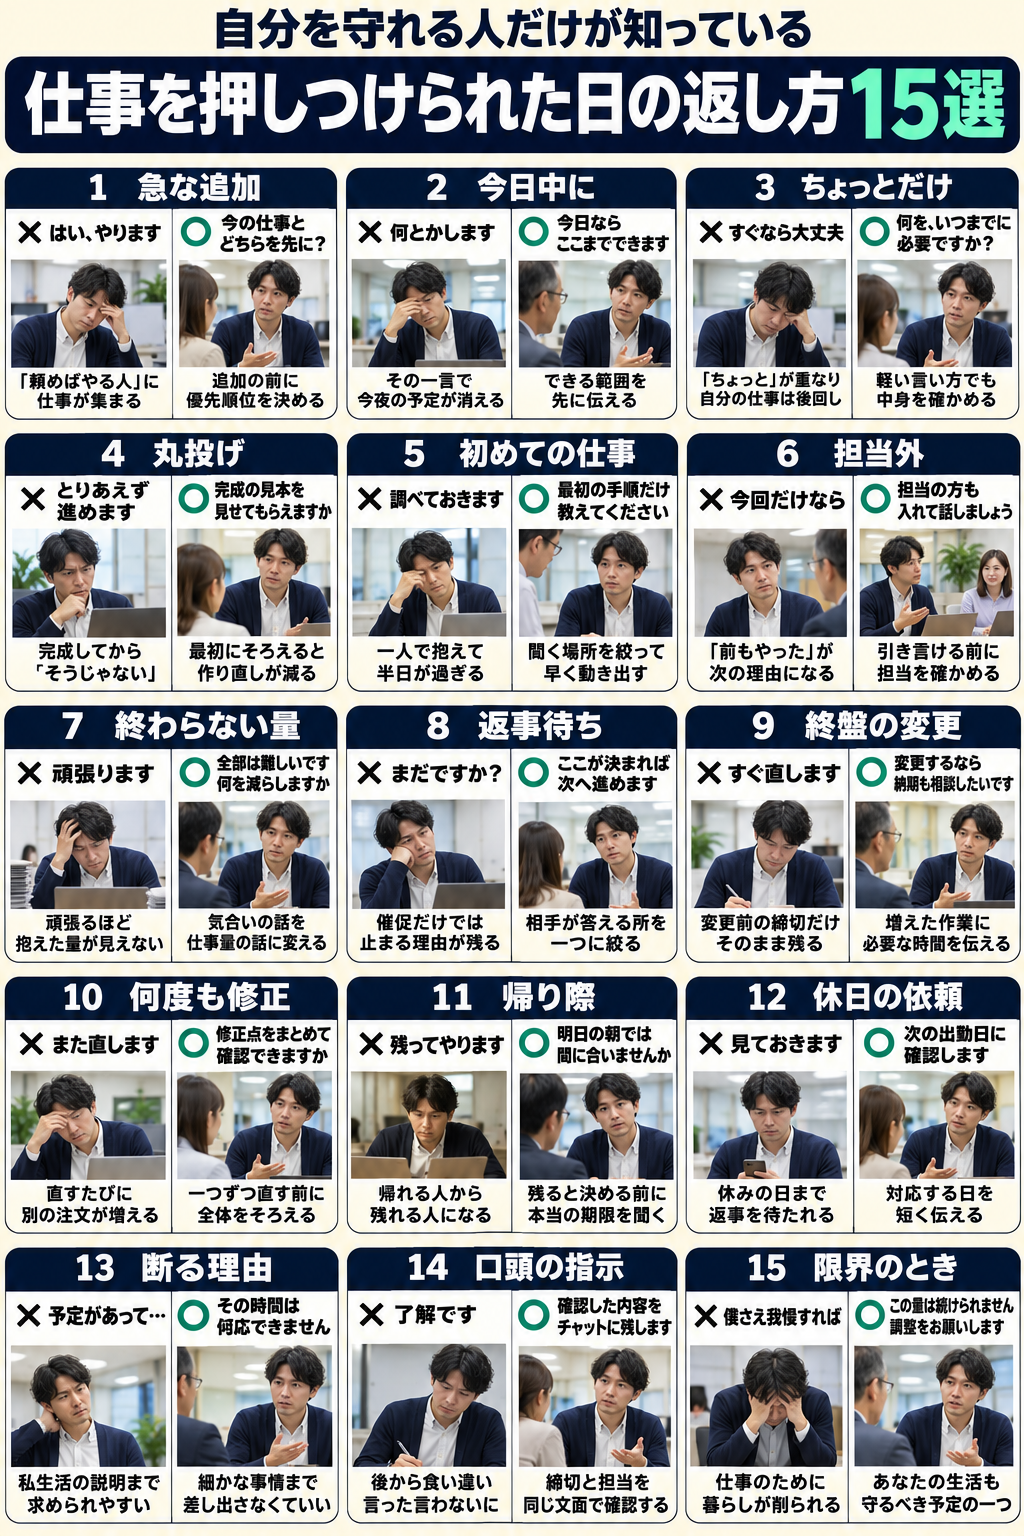 自分を守れる人だけが知っている
仕事を押しつけられた日の返し方15選
1 急な追加
× はい、やります
○ 今の仕事と
どちらを先に?
「頼めばやる人」に
仕事が集まる
追加の前に
優先順位を決める
2 今日中に
× 何とかします
○ 今日なら
ここまでできます
その一言で
今夜の予定が消える
できる範囲を
先に伝える
3 ちょっとだけ
× すぐなら大丈夫
○ 何を、いつまでに
必要ですか?
「ちょっと」が重なり
自分の仕事は後回し
軽い言い方でも
中身を確かめる
4 丸投げ
× とりあえず
進めます
○ 完成の見本を
見せてもらえますか
完成してから
「そうじゃない」
最初にそろえると
作り直しが減る
5 初めての仕事
× 調べておきます
○ 最初の手順だけ
教えてください
一人で抱えて
半日が過ぎる
聞く場所を絞って
早く動き出す
6 担当外
× 今回だけなら
○ 担当の方も
入れて話しましょう
「前もやった」が
次の理由になる
引き言ける前に
担当を確かめる
7 終わらない量
× 頑張ります
○ 全部は難しいです
何を減らしますか
頑張るほど
抱えた量が見えない
気合いの話を
仕事量の話に変える
8 返事待ち
× まだですか?
○ ここが決まれば
次へ進めます
催促だけでは
止まる理由が残る
相手が答える所を
一つに絞る
9 終盤の変更
× すぐ直します
○ 変更するなら
納期も相談したいです
変更前の締切だけ
そのまま残る
増えた作業に
必要な時間を伝える
10 何度も修正
× また直します
○ 修正点をまとめて
確認できますか
直すたびに
別の注文が増える
一つずつ直す前に
全体をそろえる
11 帰り際
× 残ってやります
○ 明日の朝では
間に合いませんか
帰れる人から
残れる人になる
残ると決める前に
本当の期限を聞く
12 休日の依頼
× 見ておきます
○ 次の出勤日に
確認します
休みの日まで
返事を待たれる
対応する日を
短く伝える
13 断る理由
× 予定があって…
○ その時間は
何応できません
私生活の説明まで
求められやすい
細かな事情まで
差し出さなくていい
14 口頭の指示
× 了解です
○ 確認した内容を
チャットに残します
後から食い違い
言った言わないに
締切と担当を
同じ文面で確認する
15 限界のとき
× 僕さえ我慢すれば
○ この量は続けられません
調整をお願いします
仕事のために
暮らしが削られる
あなたの生活も
守るべき予定の一つ